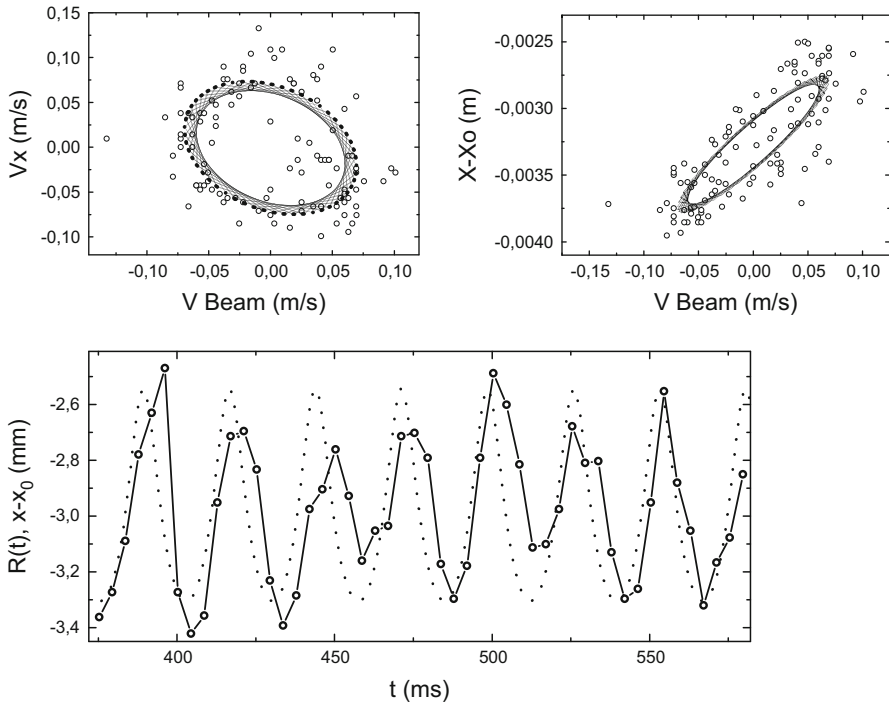 0,15
0,10
0,05
0,00
-0,05
-0,10
Vx (m/s)
-0,10 -0,05 0,00 0,05 0,10
V Beam (m/s)
-0,0025
-0,0030
-0,0035
-0,0040
X-Xo (m)
-0,15 -0,10 -0,05 0,00 0,05 0,10
V Beam (m/s)
-2,6
-2,8
-3,0
-3,2
-3,4
R(t), x-x₀ (mm)
400 450 500 550
t (ms)